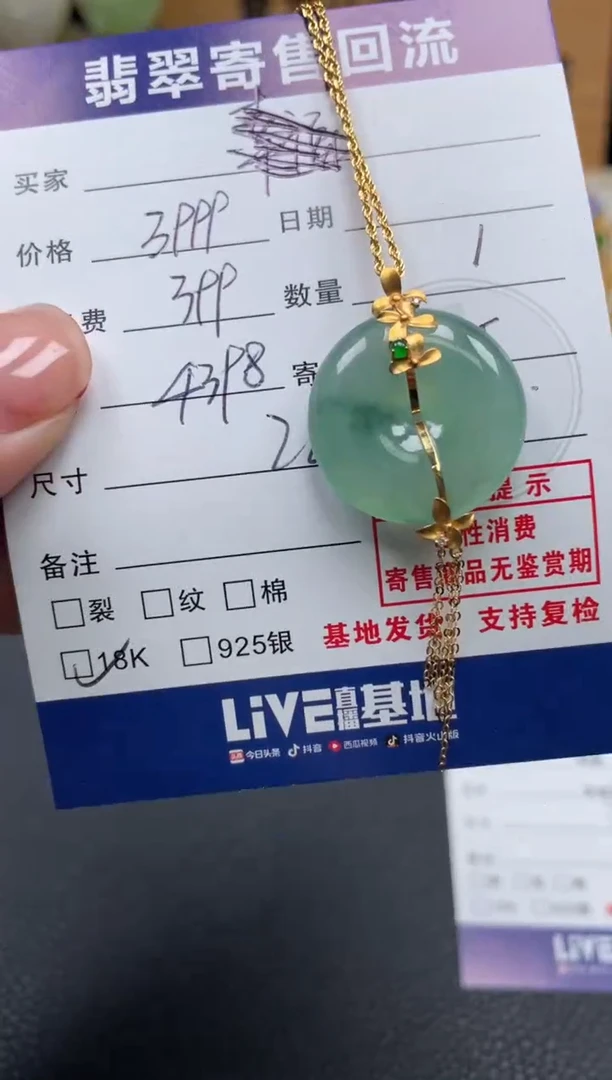 翡翠寄售回流
买家
价格 3999 日期
费 399 数量 1
4398 寄
尺寸
提示
性消费
备注
寄售 品无鉴赏期
裂 纹 棉
基地发货 支持复检
18K 925银
LiVE直播基地
头条 今日头条 抖音 西瓜视频 抖音火山版
LiVE